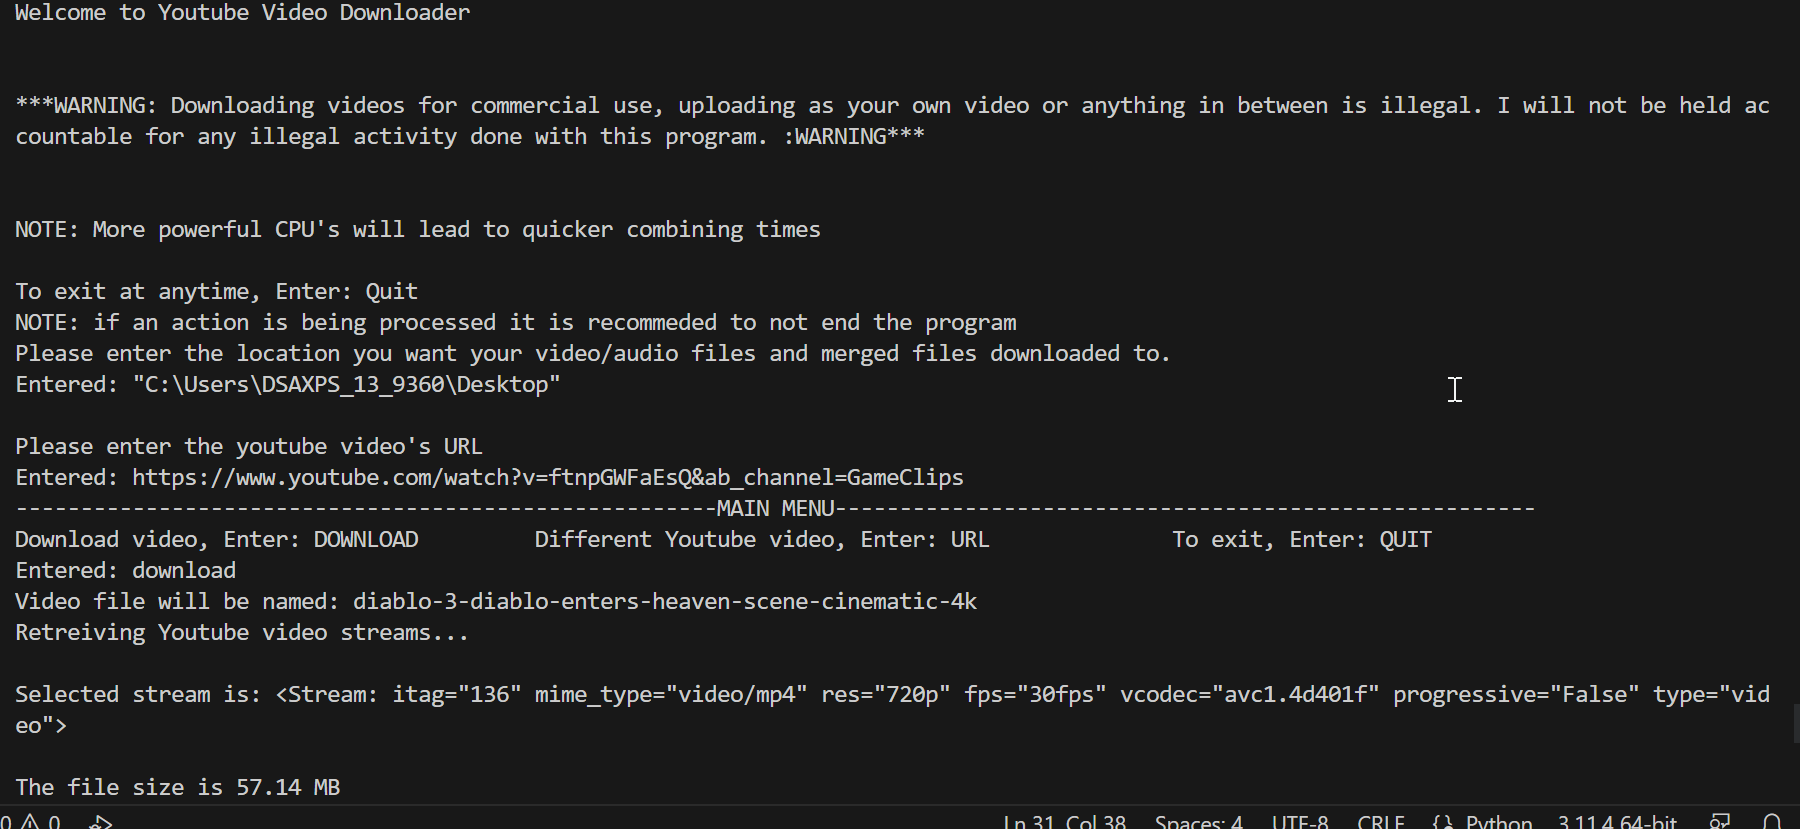 Welcome to Youtube Video Downloader
***WARNING: Downloading videos for commercial use, uploading as your own video or anything in between is illegal. I will not be held ac
countable for any illegal activity done with this program. :WARNING***
NOTE: More powerful CPU's will lead to quicker combining times
To exit at anytime, Enter: Quit
NOTE: if an action is being processed it is recommeded to not end the program
Please enter the location you want your video/audio files and merged files downloaded to.
Entered: "C:\Users\DSAXPS_13_9360\Desktop"
Please enter the youtube video's URL
Entered: https://www.youtube.com/watch?v=ftnpGWFaEsQ&ab_channel=GameClips
------------------------------------------------------MAIN MENU------------------------------------------------------
Download video, Enter: DOWNLOAD         Different Youtube video, Enter: URL              To exit, Enter: QUIT
Entered: download
Video file will be named: diablo-3-diablo-enters-heaven-scene-cinematic-4k
Retreiving Youtube video streams...
Selected stream is: <Stream: itag="136" mime_type="video/mp4" res="720p" fps="30fps" vcodec="avc1.4d401f" progressive="False" type="vid
eo">
The file size is 57.14 MB
0 0 Ln 31, Col 38 Spaces: 4 UTF-8 CRLF {} Python 3.11.4 64-bit